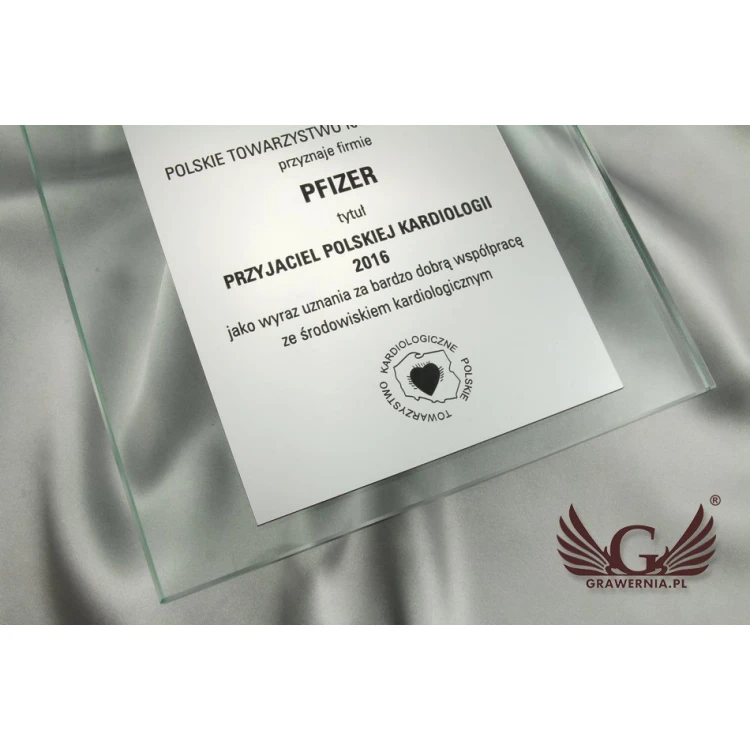 POLSKIE TOWARZYSTWO
przyznaje firmie
PFIZER
tytuł
PRZYJACIEL POLSKIEJ KARDIOLOGII
2016
jako wyraz uznania za bardzo dobrą współpracę
ze środowiskiem kardiologicznym
POLSKIE TOWARZYSTWO KARDIOLOGICZNE
G ®
GRAWERNIA.PL